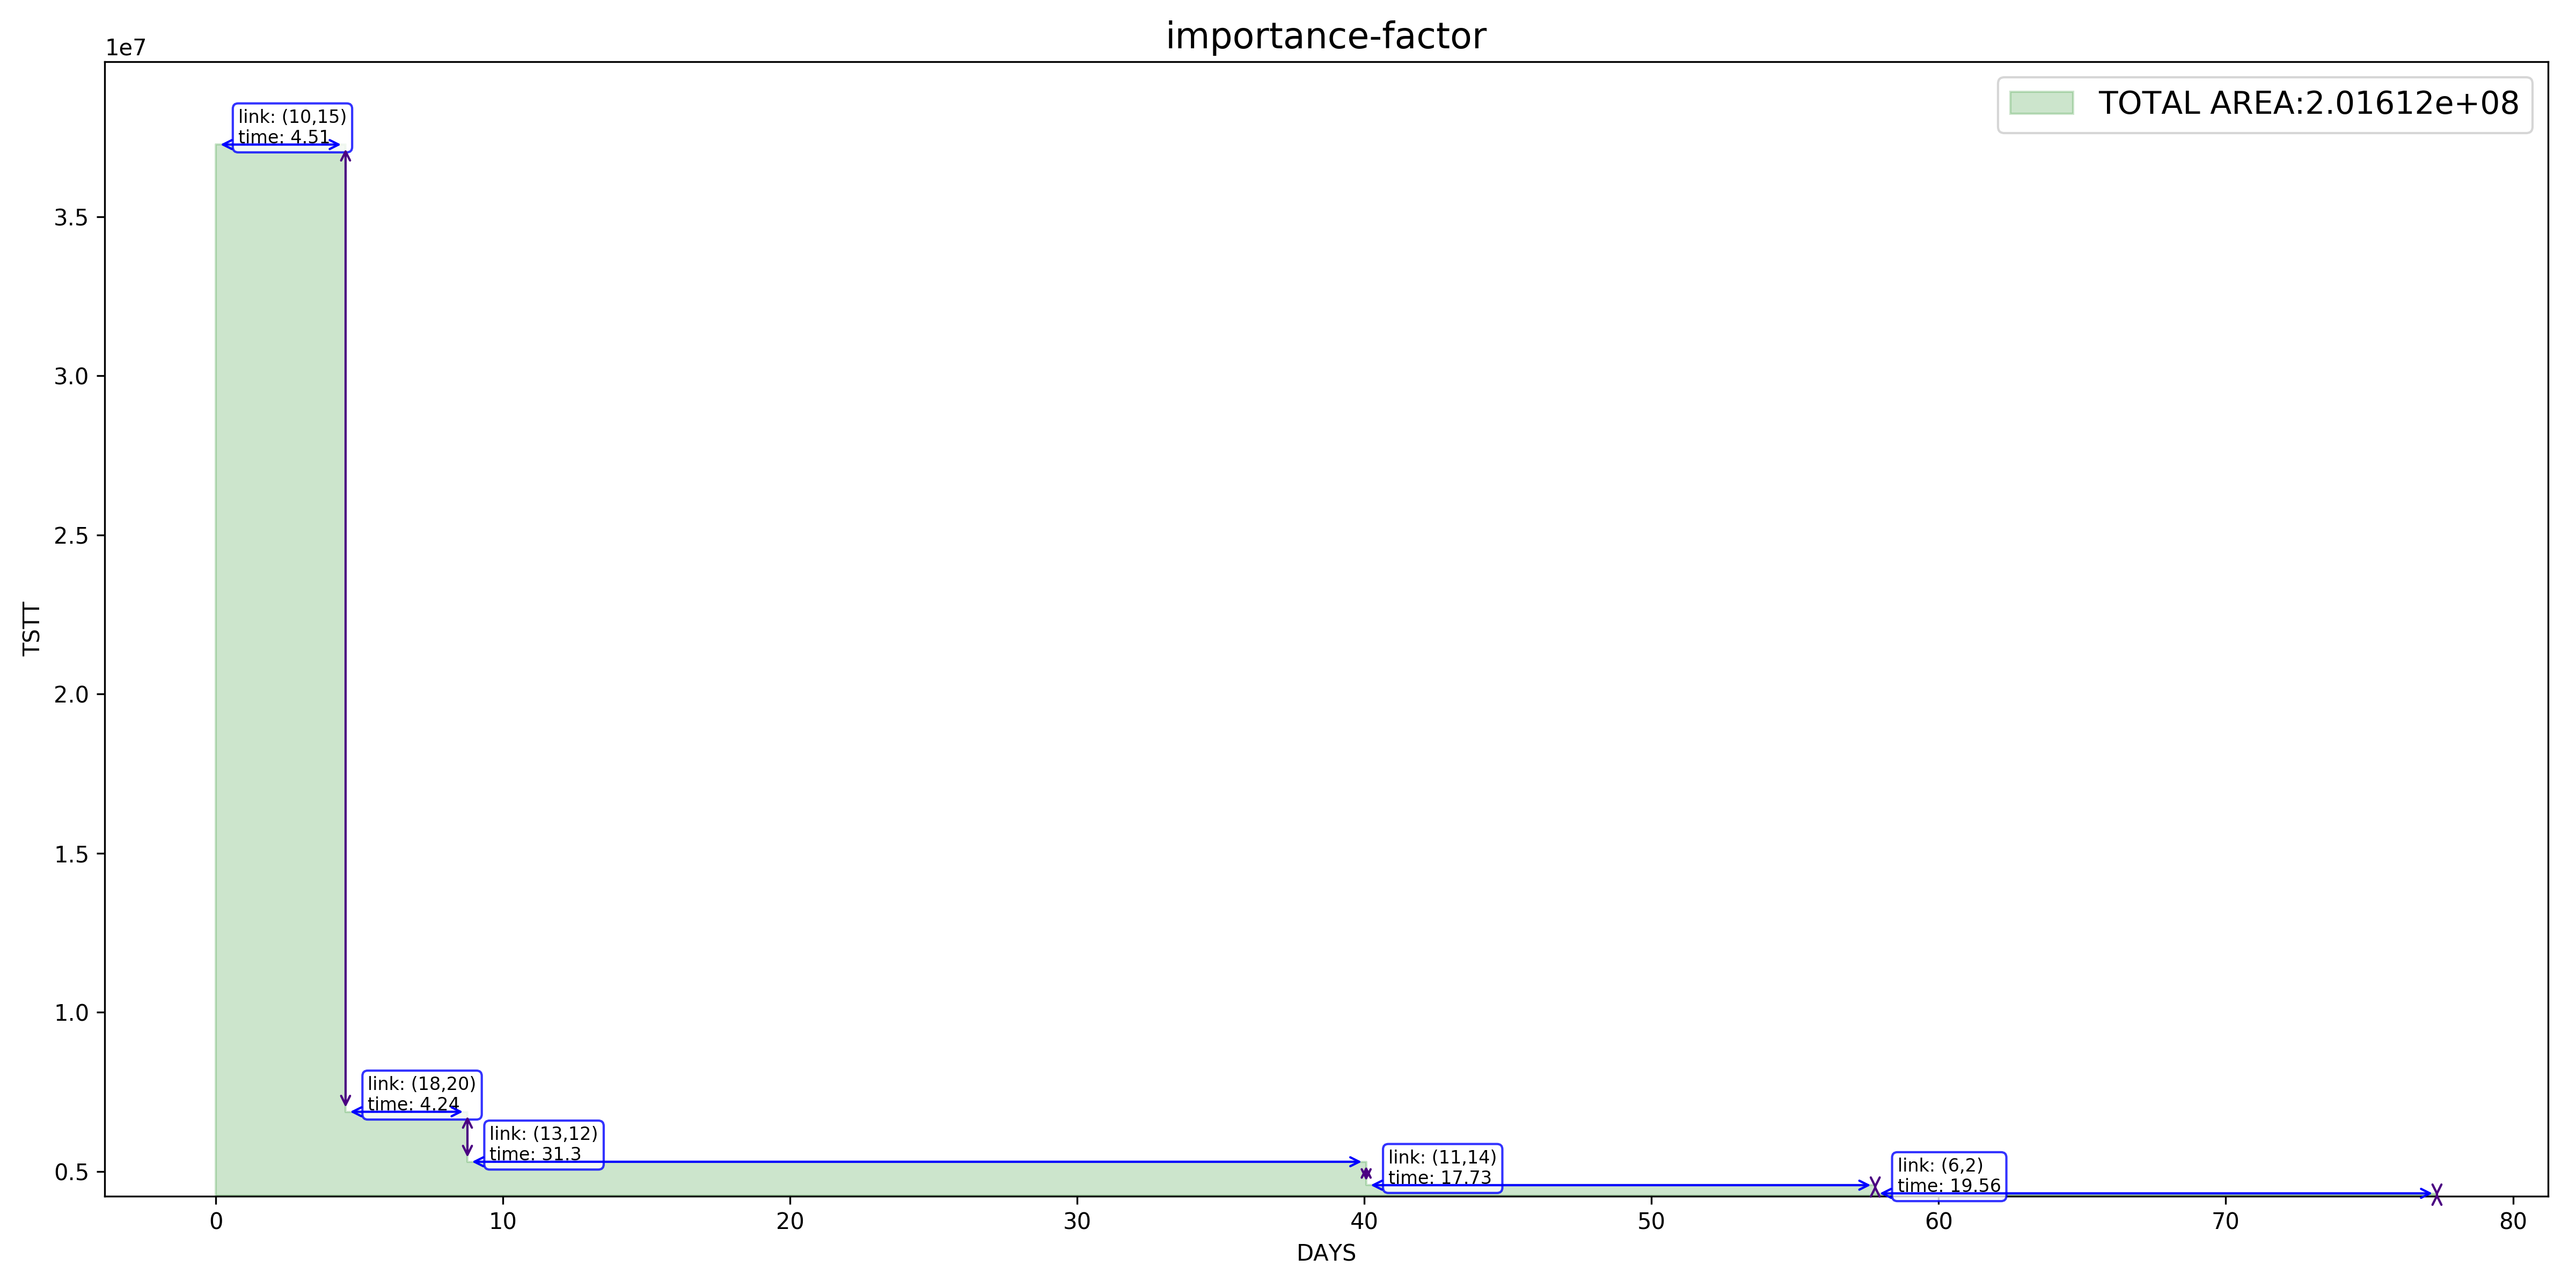 importance-factor
1e7
TOTAL AREA:2.01612e+08
link: (10,15)
time: 4.51
3.5
3.0
2.5
TSTT
2.0
1.5
1.0
link: (18,20)
time: 4.24
link: (13,12)
time: 31.3
link: (11,14)
time: 17.73
link: (6,2)
time: 19.56
0.5
0 10 20 30 40 50 60 70 80
DAYS